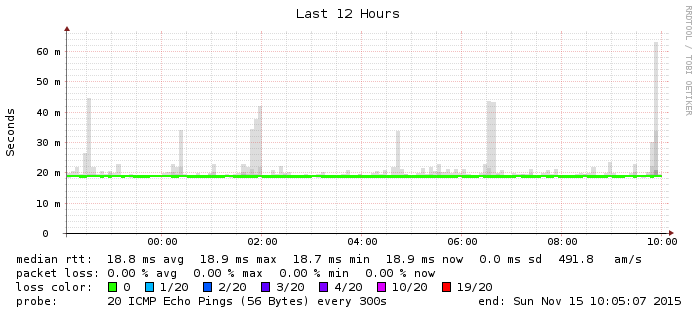 Last 12 Hours
RRDTOOL / TOBI OETIKER
Seconds
60 m
50 m
40 m
30 m
20 m
10 m
0
00:00 02:00 04:00 06:00 08:00 10:00
median rtt: 18.8 ms avg 18.9 ms max 18.7 ms min 18.9 ms now 0.0 ms sd 491.8 am/s
packet loss: 0.00 % avg 0.00 % max 0.00 % min 0.00 % now
loss color: 0 1/20 2/20 3/20 4/20 10/20 19/20
probe: 20 ICMP Echo Pings (56 Bytes) every 300s end: Sun Nov 15 10:05:07 2015